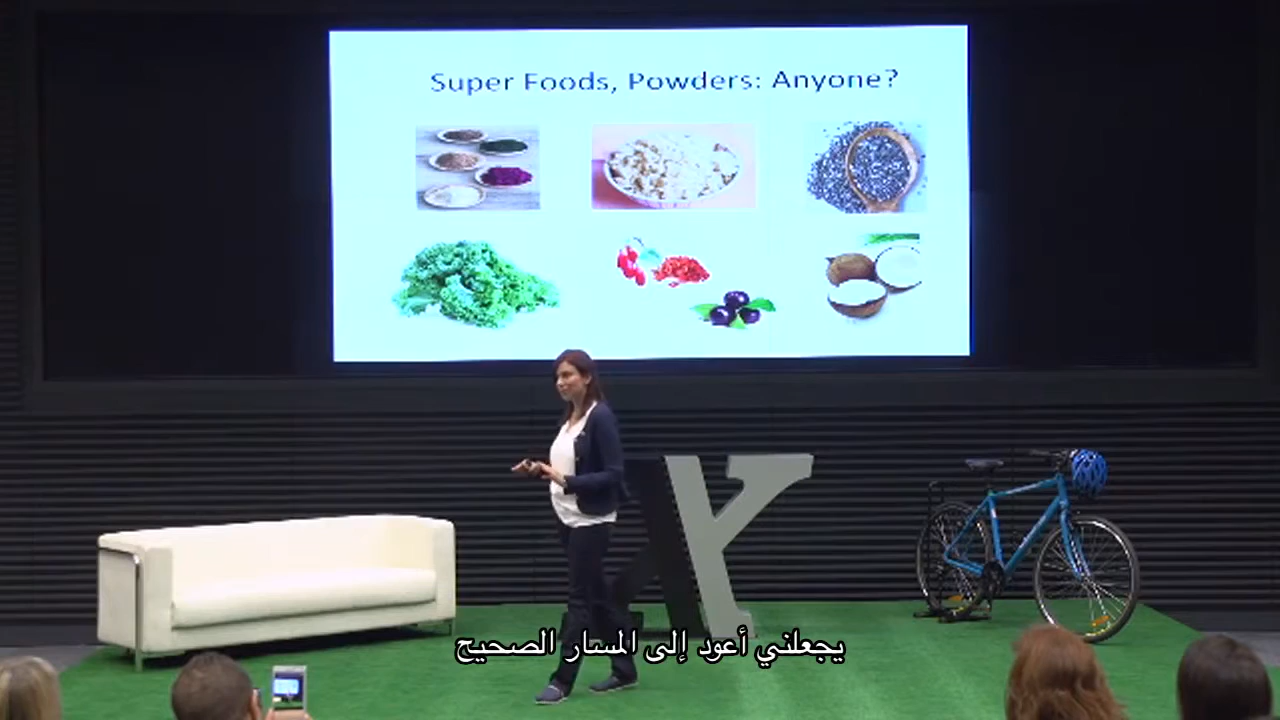 Super Foods, Powders: Anyone?
يجعلني أعود إلى المسار الصحيح